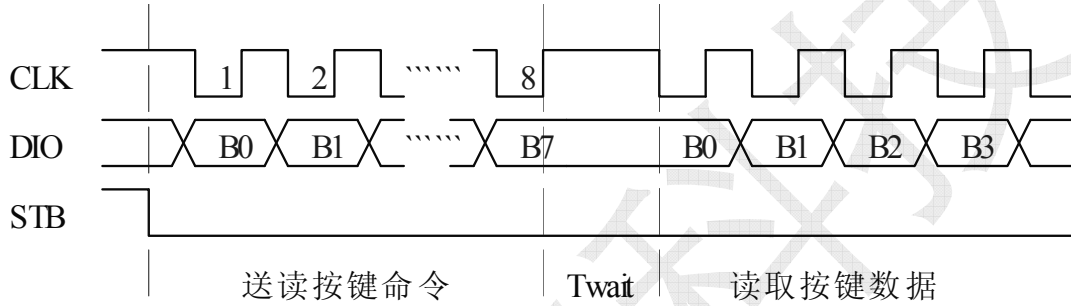 CLK 1 2 ...... 8
DIO B0 B1 ...... B7 B0 B1 B2 B3
STB
送读按键命令 Twait 读取按键数据